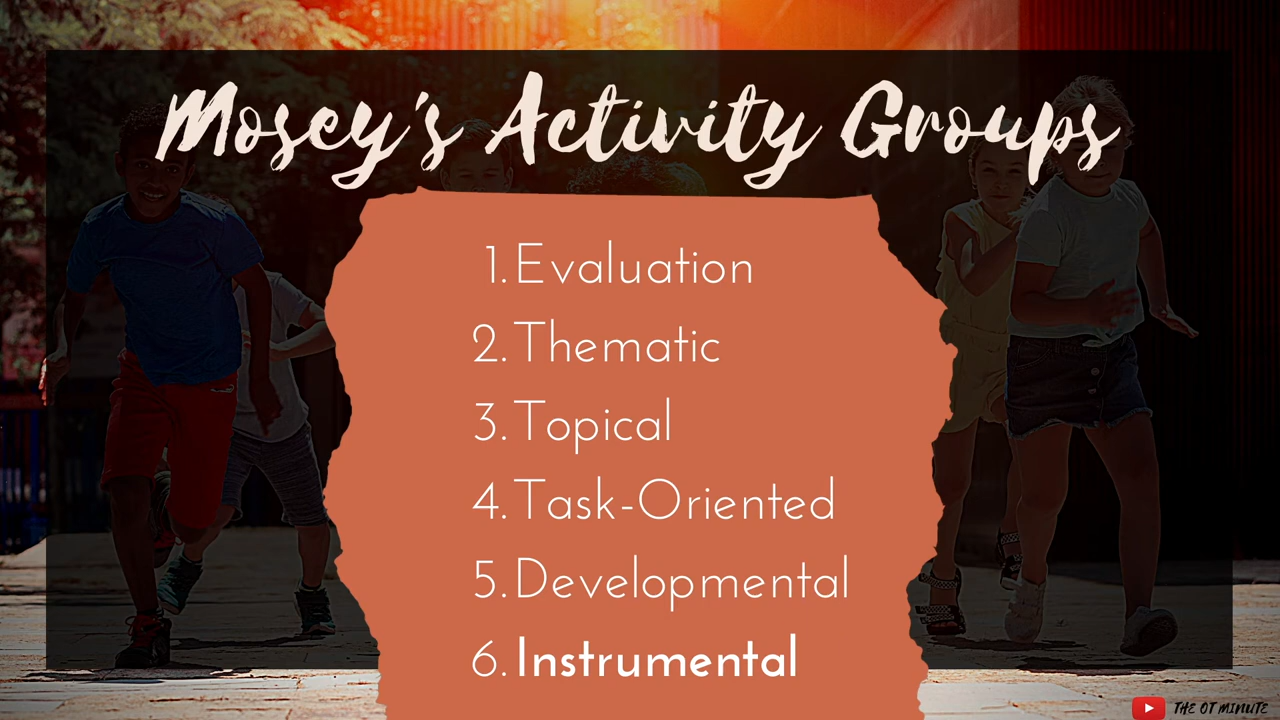 Mosey's Activity Groups
1. Evaluation
2. Thematic
3. Topical
4. Task-Oriented
5. Developmental
6. Instrumental
THE OT MINUTE